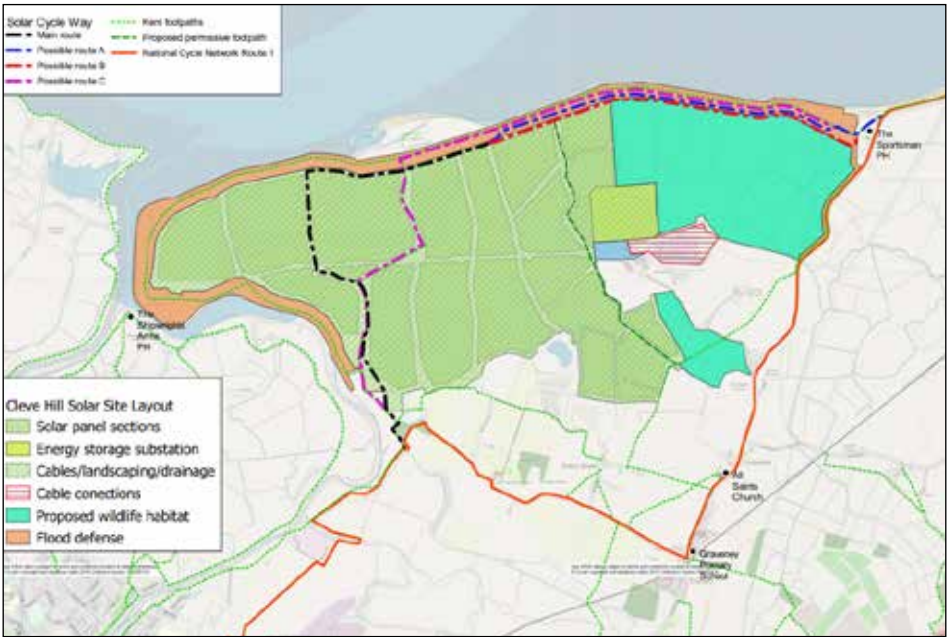 Solar Cycle Way
Main route
Possible route A
Possible route B
Possible route C
Kent footpaths
Proposed permissive footpath
National Cycle Network Route 1
The
Sportsman
PH
The
Shipwright
Arms
PH
Cleve Hill Solar Site Layout
Solar panel sections
Energy storage substation
Cables/landscaping/drainage
Cable conections
Proposed wildlife habitat
Flood defense
All
Saints
Church
Graveney
Primary
School